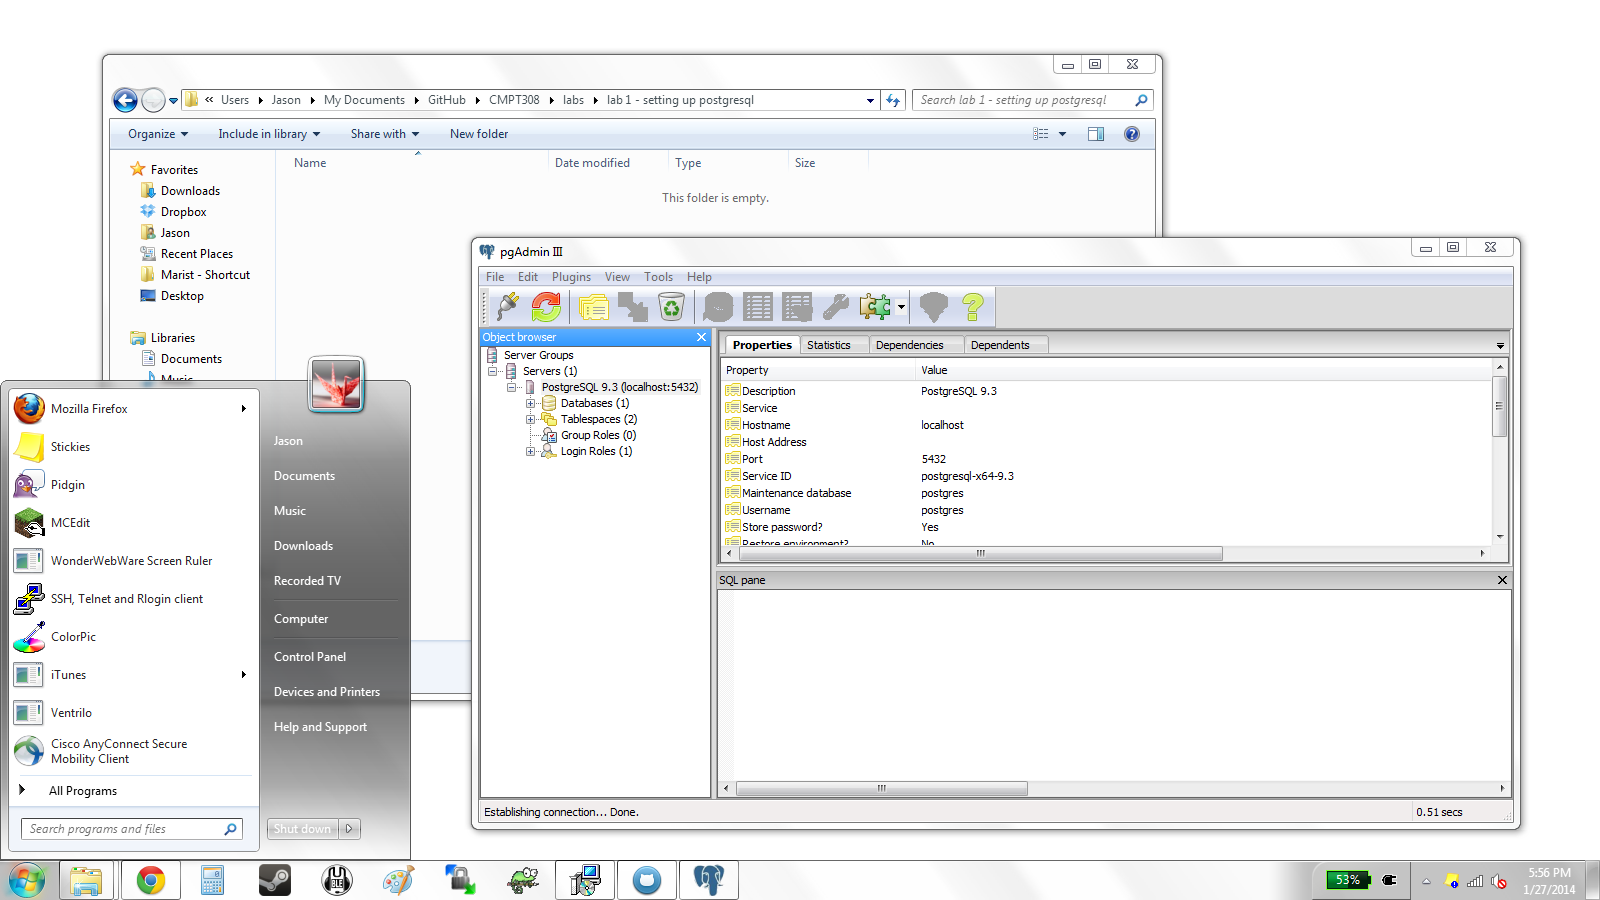 « Users Jason My Documents GitHub CMPT308 labs lab 1 - setting up postgresql
Search lab 1 - setting up postgresql
Organize Include in library Share with New folder
Name Date modified Type Size
This folder is empty.
Favorites
Downloads
Dropbox
Jason
Recent Places
Marist - Shortcut
Desktop
Libraries
Documents
Music
pgAdmin III
File Edit Plugins View Tools Help
Object browser
Server Groups
Servers (1)
PostgreSQL 9.3 (localhost:5432)
Databases (1)
Tablespaces (2)
Group Roles (0)
Login Roles (1)
Properties Statistics Dependencies Dependents
Property Value
Description PostgreSQL 9.3
Service
Hostname localhost
Host Address
Port 5432
Service ID postgresql-x64-9.3
Maintenance database postgres
Username postgres
Store password? Yes
Restore environment? No
SQL pane
Establishing connection... Done.
0.51 secs
Mozilla Firefox
Stickies
Pidgin
MCEdit
WonderWebWare Screen Ruler
SSH, Telnet and Rlogin client
ColorPic
iTunes
Ventrilo
Cisco AnyConnect Secure
Mobility Client
All Programs
Search programs and files
Jason
Documents
Music
Downloads
Recorded TV
Computer
Control Panel
Devices and Printers
Help and Support
Shut down
53%
5:56 PM
1/27/2014